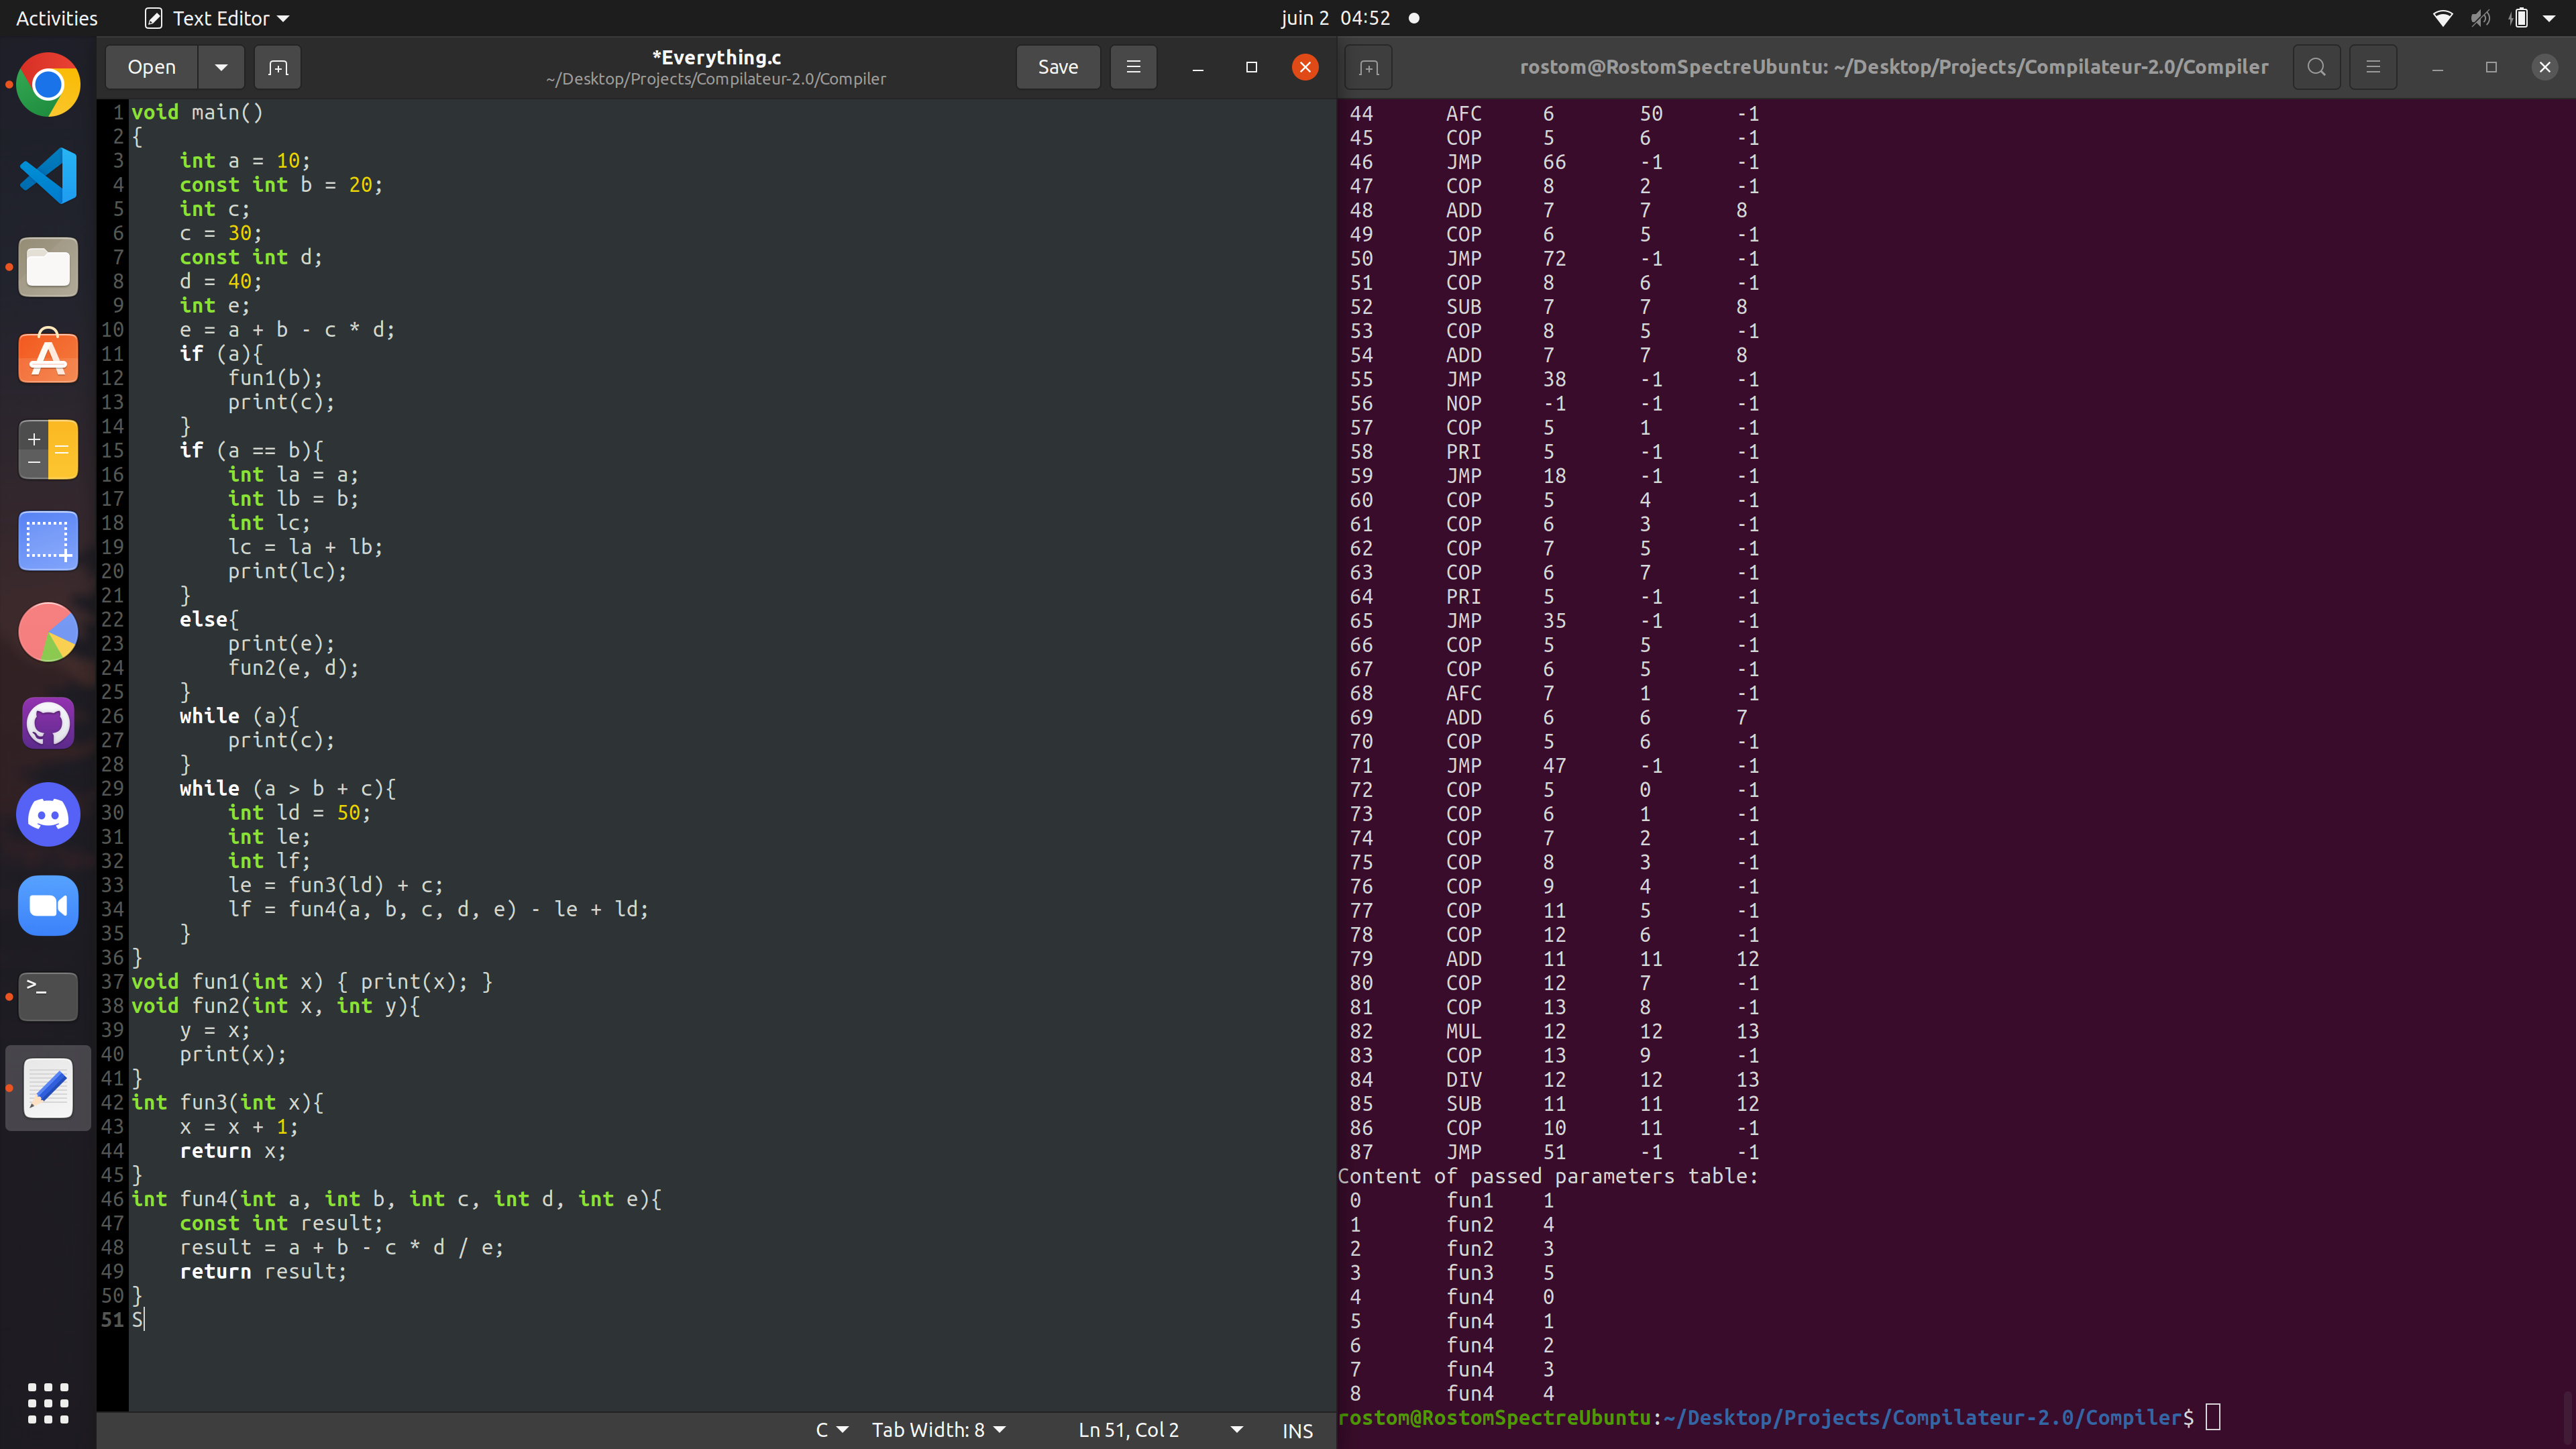 Activities
Text Editor
juin 2 04:52
Open
*Everything.c
~/Desktop/Projects/Compilateur-2.0/Compiler
Save
1 void main()
2 {
3 int a = 10;
4 const int b = 20;
5 int c;
6 c = 30;
7 const int d;
8 d = 40;
9 int e;
10 e = a + b - c * d;
11 if (a){
12 fun1(b);
13 print(c);
14 }
15 if (a == b){
16 int la = a;
17 int lb = b;
18 int lc;
19 lc = la + lb;
20 print(lc);
21 }
22 else{
23 print(e);
24 fun2(e, d);
25 }
26 while (a){
27 print(c);
28 }
29 while (a > b + c){
30 int ld = 50;
31 int le;
32 int lf;
33 le = fun3(ld) + c;
34 lf = fun4(a, b, c, d, e) - le + ld;
35 }
36 }
37 void fun1(int x) { print(x); }
38 void fun2(int x, int y){
39 y = x;
40 print(x);
41 }
42 int fun3(int x){
43 x = x + 1;
44 return x;
45 }
46 int fun4(int a, int b, int c, int d, int e){
47 const int result;
48 result = a + b - c * d / e;
49 return result;
50 }
51 S
C
Tab Width: 8
Ln 51, Col 2
INS
rostom@RostomSpectreUbuntu: ~/Desktop/Projects/Compilateur-2.0/Compiler
44 AFC 6 50 -1
45 COP 5 6 -1
46 JMP 66 -1 -1
47 COP 8 2 -1
48 ADD 7 7 8
49 COP 6 5 -1
50 JMP 72 -1 -1
51 COP 8 6 -1
52 SUB 7 7 8
53 COP 8 5 -1
54 ADD 7 7 8
55 JMP 38 -1 -1
56 NOP -1 -1 -1
57 COP 5 1 -1
58 PRI 5 -1 -1
59 JMP 18 -1 -1
60 COP 5 4 -1
61 COP 6 3 -1
62 COP 7 5 -1
63 COP 6 7 -1
64 PRI 5 -1 -1
65 JMP 35 -1 -1
66 COP 5 5 -1
67 COP 6 5 -1
68 AFC 7 1 -1
69 ADD 6 6 7
70 COP 5 6 -1
71 JMP 47 -1 -1
72 COP 5 0 -1
73 COP 6 1 -1
74 COP 7 2 -1
75 COP 8 3 -1
76 COP 9 4 -1
77 COP 11 5 -1
78 COP 12 6 -1
79 ADD 11 11 12
80 COP 12 7 -1
81 COP 13 8 -1
82 MUL 12 12 13
83 COP 13 9 -1
84 DIV 12 12 13
85 SUB 11 11 12
86 COP 10 11 -1
87 JMP 51 -1 -1
Content of passed parameters table:
0 fun1 1
1 fun2 4
2 fun2 3
3 fun3 5
4 fun4 0
5 fun4 1
6 fun4 2
7 fun4 3
8 fun4 4
rostom@RostomSpectreUbuntu:~/Desktop/Projects/Compilateur-2.0/Compiler$